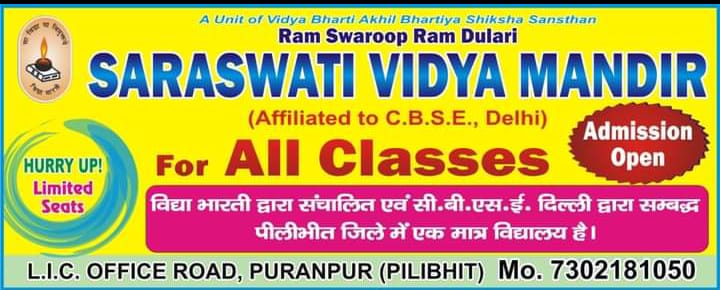 A Unit of Vidya Bharti Akhil Bhartiya Shiksha Sansthan
Ram Swaroop Ram Dulari
SARASWATI VIDYA MANDIR
(Affiliated to C.B.S.E., Delhi)
Admission
Open
For All Classes
HURRY UP!
Limited
Seats
विद्या भारती द्वारा संचालित एवं सी.बी.एस.ई. दिल्ली द्वारा सम्बद्ध
पीलीभीत जिले में एक मात्र विद्यालय है।
L.I.C. OFFICE ROAD, PURANPUR (PILIBHIT) Mo. 7302181050